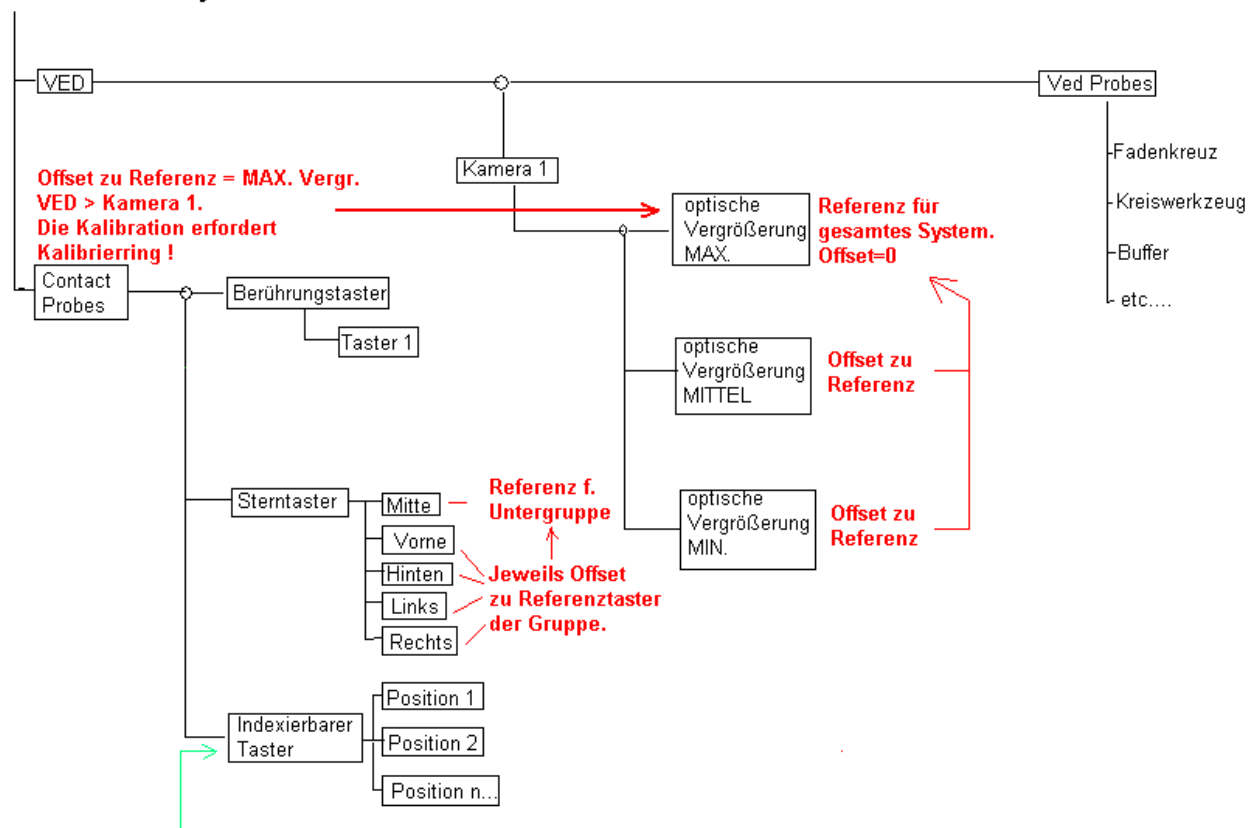 VED
Ved Probes
Fadenkreuz
Kreiswerkzeug
Buffer
etc....
Kamera 1
Offset zu Referenz = MAX. Vergr.
VED > Kamera 1.
Die Kalibration erfordert
Kalibrierring !
optische
Vergrößerung
MAX.
Referenz für
gesamtes System.
Offset=0
Contact
Probes
Berührungstaster
Taster 1
optische
Vergrößerung
MITTEL
Offset zu
Referenz
Sterntaster
Mitte
Vorne
Hinten
Links
Rechts
Referenz f.
Untergruppe
Jeweils Offset
zu Referenztaster
der Gruppe.
optische
Vergrößerung
MIN.
Offset zu
Referenz
Indexierbarer
Taster
Position 1
Position 2
Position n...